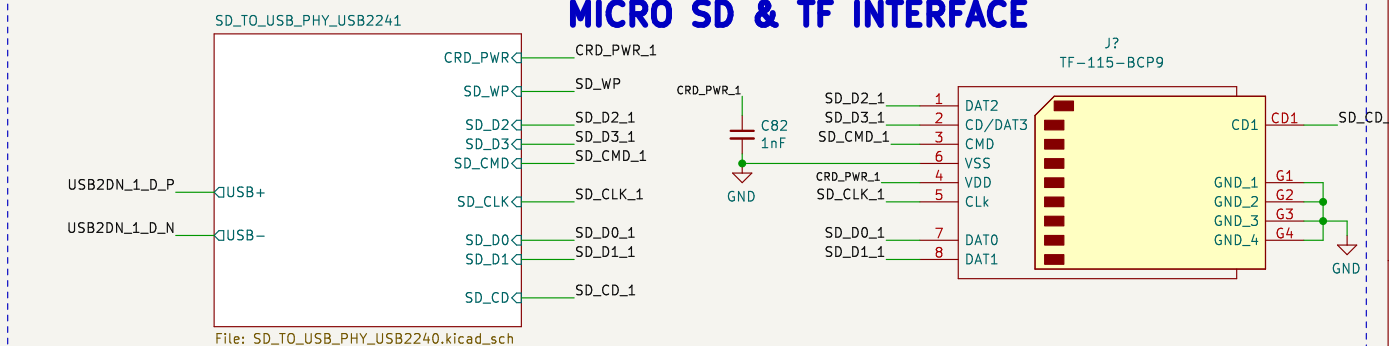 MICRO SD & TF INTERFACE
SD_TO_USB_PHY_USB2241
CRD_PWR
CRD_PWR_1
SD_WP
SD_WP
SD_D2
SD_D2_1
SD_D3
SD_D3_1
SD_CMD
SD_CMD_1
USB2DN_1_D_P
USB+
SD_CLK
SD_CLK_1
USB2DN_1_D_N
USB-
SD_D0
SD_D0_1
SD_D1
SD_D1_1
SD_CD
SD_CD_1
File: SD_TO_USB_PHY_USB2240.kicad_sch
CRD_PWR_1
C82
1nF
GND
J?
TF-115-BCP9
SD_D2_1 1 DAT2
SD_D3_1 2 CD/DAT3
SD_CMD_1 3 CMD
6 VSS
CRD_PWR_1 4 VDD
SD_CLK_1 5 CLk
SD_D0_1 7 DAT0
SD_D1_1 8 DAT1
CD1 CD1 SD_CD_
GND_1 G1
GND_2 G2
GND_3 G3
GND_4 G4
GND